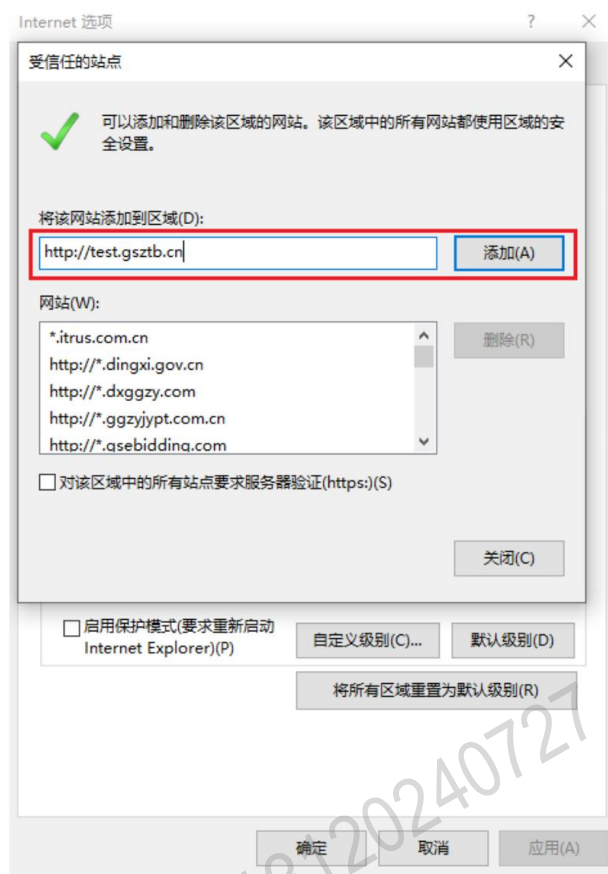 Internet 选项
受信任的站点
可以添加和删除该区域的网站。该区域中的所有网站都使用区域的安
全设置。
将该网站添加到区域(D):
http://test.gsztb.cn
添加(A)
网站(W):
*.itrus.com.cn
http://*.dingxi.gov.cn
http://*.dxggzy.com
http://*.ggzyjypt.com.cn
http://*.gsebidding.com
删除(R)
对该区域中的所有站点要求服务器验证(https:)(S)
关闭(C)
启用保护模式(要求重新启动
Internet Explorer)(P)
自定义级别(C)...
默认级别(D)
将所有区域重置为默认级别(R)
确定
取消
应用(A)